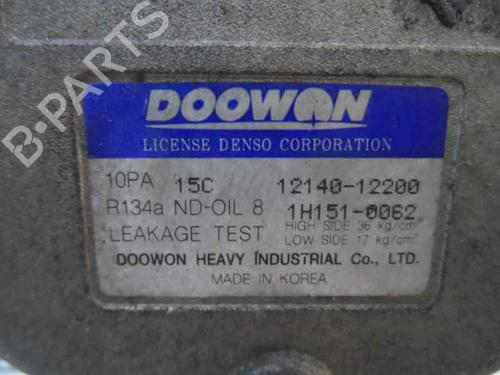 B-PARTS
DOOWON
LICENSE DENSO CORPORATION
10PA 15C 12140-12200
R134a ND-OIL 8 1H151-0062
LEAKAGE TEST HIGH SIDE 36 kg/cm²
LOW SIDE 17 kg/cm²
DOOWON HEAVY INDUSTRIAL Co., LTD.
MADE IN KOREA